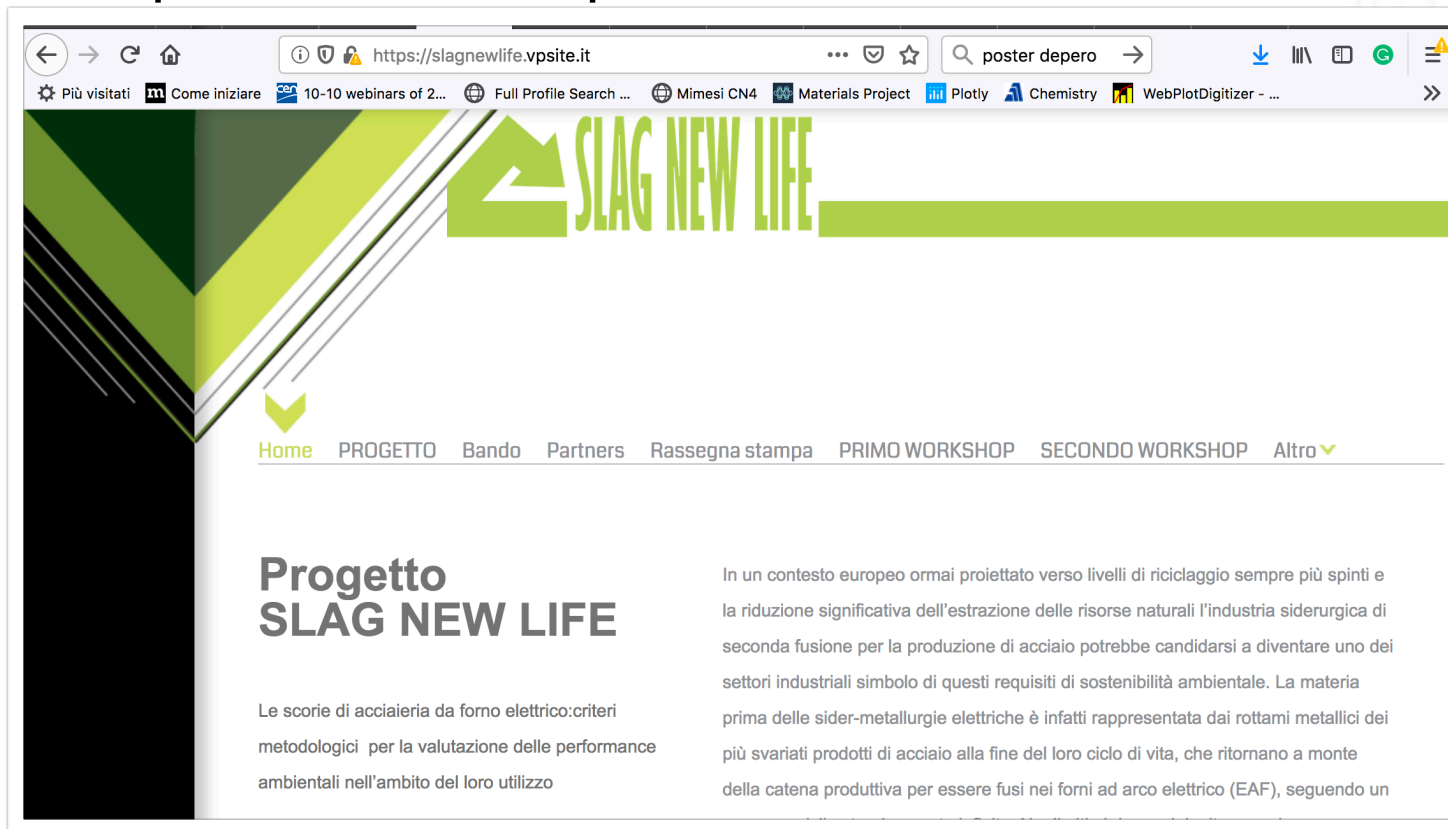 https://slagnewlife.vpsite.it
poster depero
Più visitati
Come iniziare
10-10 webinars of 2...
Full Profile Search ...
Mimesi CN4
Materials Project
Plotly
Chemistry
WebPlotDigitizer - ...
SLAG NEW LIFE
Home PROGETTO Bando Partners Rassegna stampa PRIMO WORKSHOP SECONDO WORKSHOP Altro
Progetto
SLAG NEW LIFE
Le scorie di acciaieria da forno elettrico:criteri
metodologici per la valutazione delle performance
ambientali nell'ambito del loro utilizzo
In un contesto europeo ormai proiettato verso livelli di riciclaggio sempre più spinti e
la riduzione significativa dell'estrazione delle risorse naturali l'industria siderurgica di
seconda fusione per la produzione di acciaio potrebbe candidarsi a diventare uno dei
settori industriali simbolo di questi requisiti di sostenibilità ambientale. La materia
prima delle sider-metallurgie elettriche è infatti rappresentata dai rottami metallici dei
più svariati prodotti di acciaio alla fine del loro ciclo di vita, che ritornano a monte
della catena produttiva per essere fusi nei forni ad arco elettrico (EAF), seguendo un